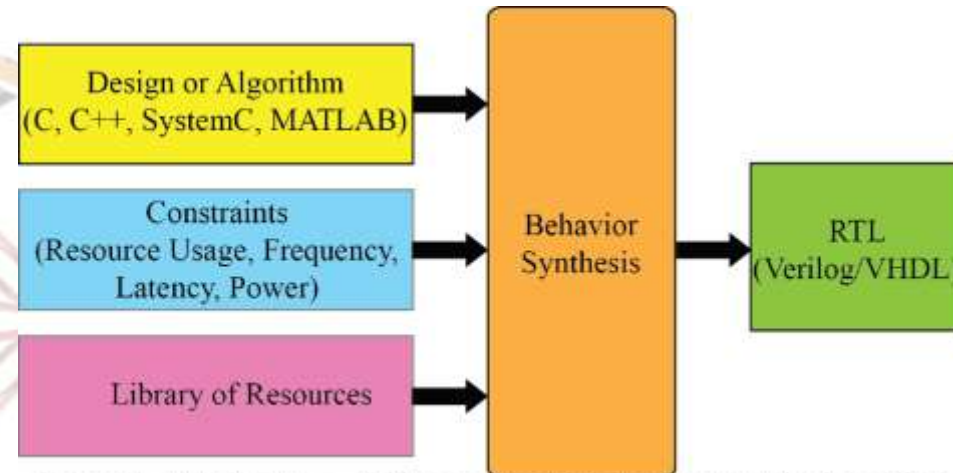 Design or Algorithm
(C, C++, SystemC, MATLAB)
Constraints
(Resource Usage, Frequency,
Latency, Power)
Library of Resources
Behavior
Synthesis
RTL
(Verilog/VHDL)